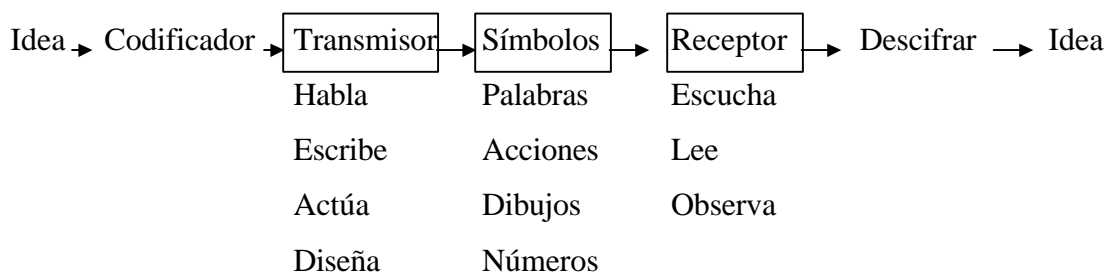 Idea Codificador Transmisor Símbolos Receptor Descifrar Idea
Habla Palabras Escucha
Escribe Acciones Lee
Actúa Dibujos Observa
Diseña Números